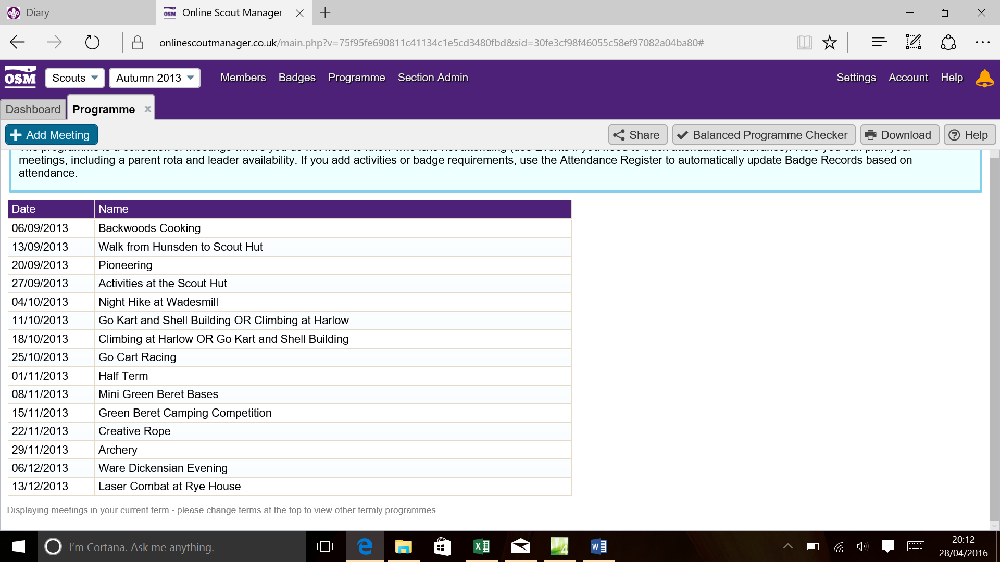 Diary
OSM Online Scout Manager
onlinescoutmanager.co.uk/main.php?v=75f95fe690811c41134c1e5cd3480fbd&sid=30fe3cf98f46055c58ef97082a04ba80#
OSM Scouts Autumn 2013 Members Badges Programme Section Admin Settings Account Help
Dashboard Programme x
Add Meeting Share Balanced Programme Checker Download Help
meetings, including a parent rota and leader availability. If you add activities or badge requirements, use the Attendance Register to automatically update Badge Records based on
attendance.
Date Name
06/09/2013 Backwoods Cooking
13/09/2013 Walk from Hunsden to Scout Hut
20/09/2013 Pioneering
27/09/2013 Activities at the Scout Hut
04/10/2013 Night Hike at Wadesmill
11/10/2013 Go Kart and Shell Building OR Climbing at Harlow
18/10/2013 Climbing at Harlow OR Go Kart and Shell Building
25/10/2013 Go Cart Racing
01/11/2013 Half Term
08/11/2013 Mini Green Beret Bases
15/11/2013 Green Beret Camping Competition
22/11/2013 Creative Rope
29/11/2013 Archery
06/12/2013 Ware Dickensian Evening
13/12/2013 Laser Combat at Rye House
Displaying meetings in your current term - please change terms at the top to view other termly programmes.
I'm Cortana. Ask me anything.
20:12
28/04/2016